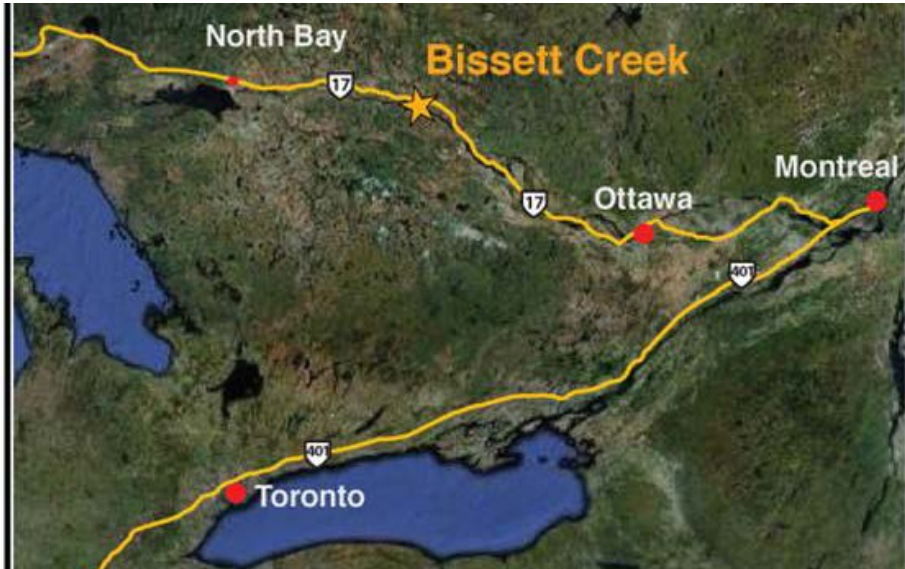 North Bay
Bissett Creek
17
Montreal
17
Ottawa
401
401
Toronto